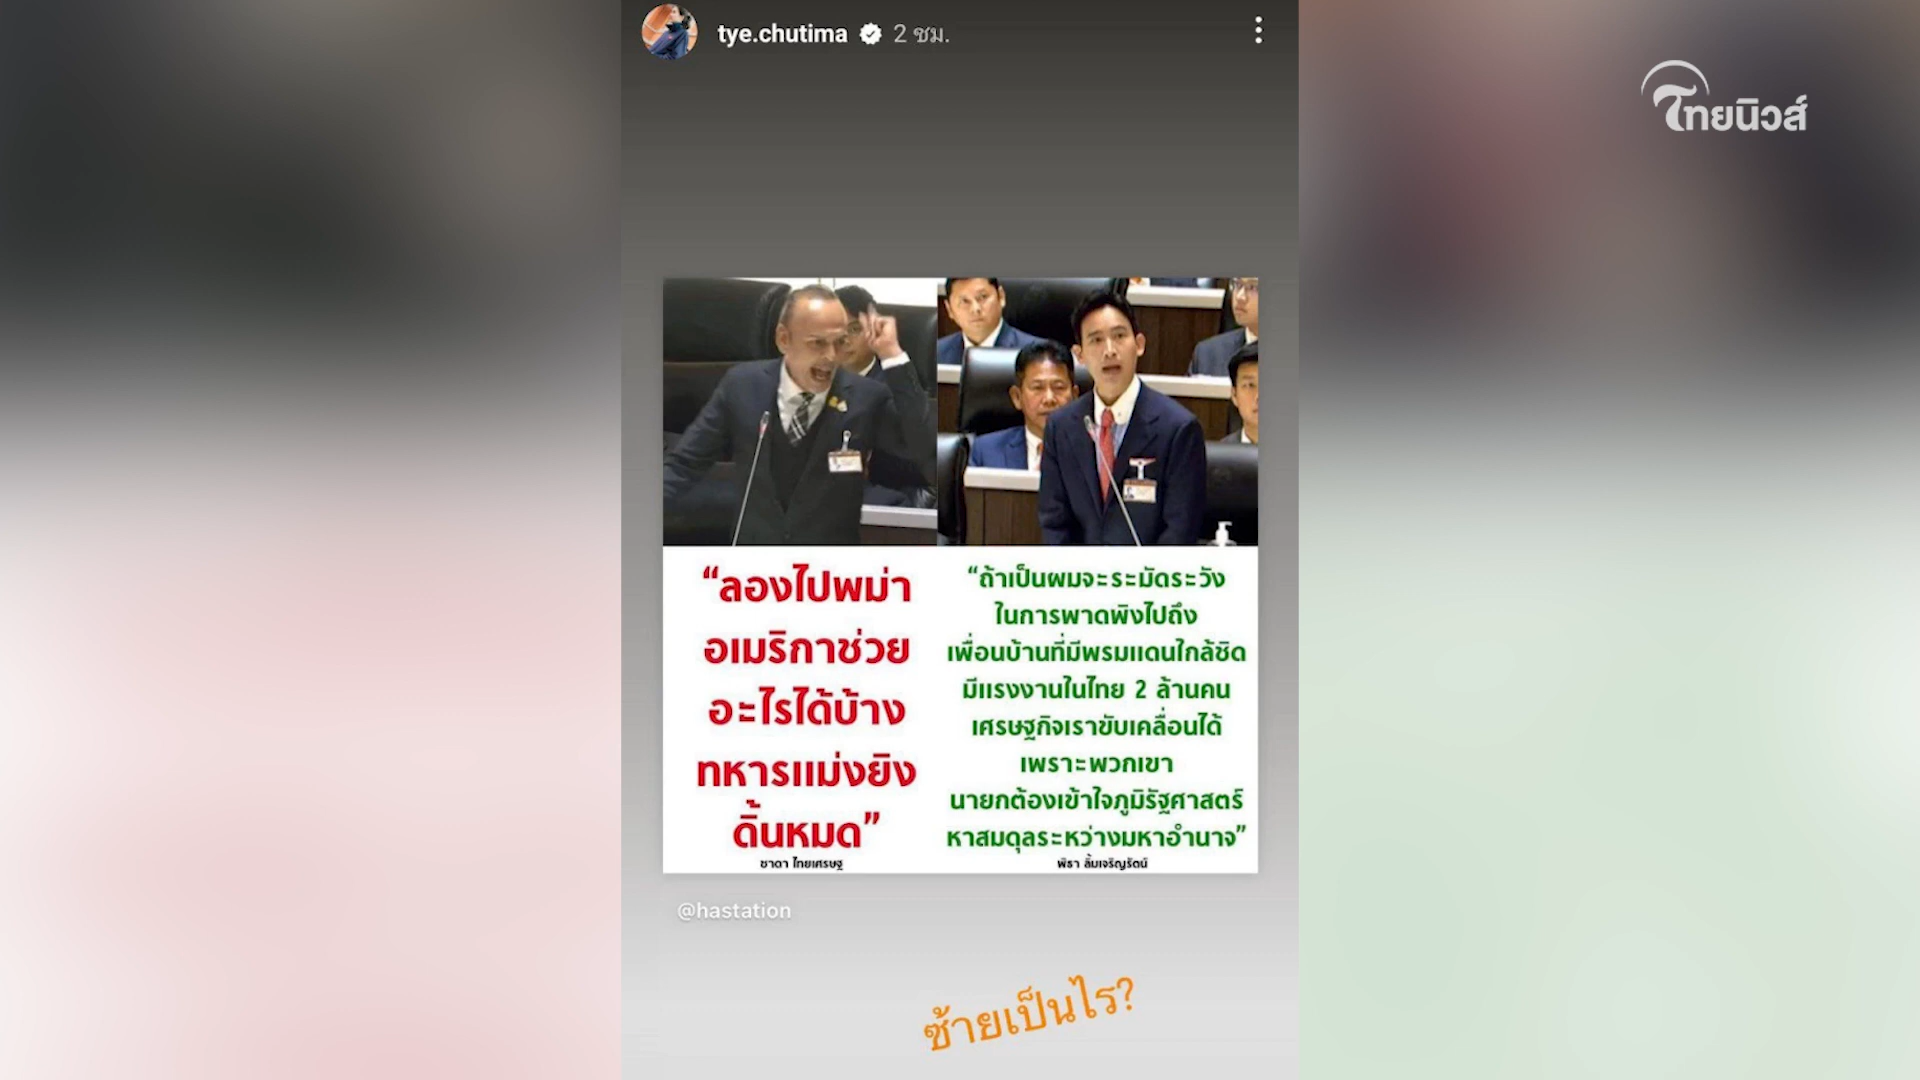 tye.chutima 2 ชม.
ไทยนิวส์
“ลองไปพม่า
อเมริกาช่วย
อะไรได้บ้าง
ทหารแม่งยิง
ดิ้นหมด”
ชาดา ไทยเศรษฐ
“ถ้าเป็นผมจะระมัดระวัง
ในการพาดพิงไปถึง
เพื่อนบ้านที่มีพรมแดนใกล้ชิด
มีแรงงานในไทย 2 ล้านคน
เศรษฐกิจเราขับเคลื่อนได้
เพราะพวกเขา
นายกต้องเข้าใจภูมิรัฐศาสตร์
หาสมดุลระหว่างมหาอำนาจ”
พิธา ลิ้มเจริญรัตน์
@hastation
ซ้ายเป็นไร?